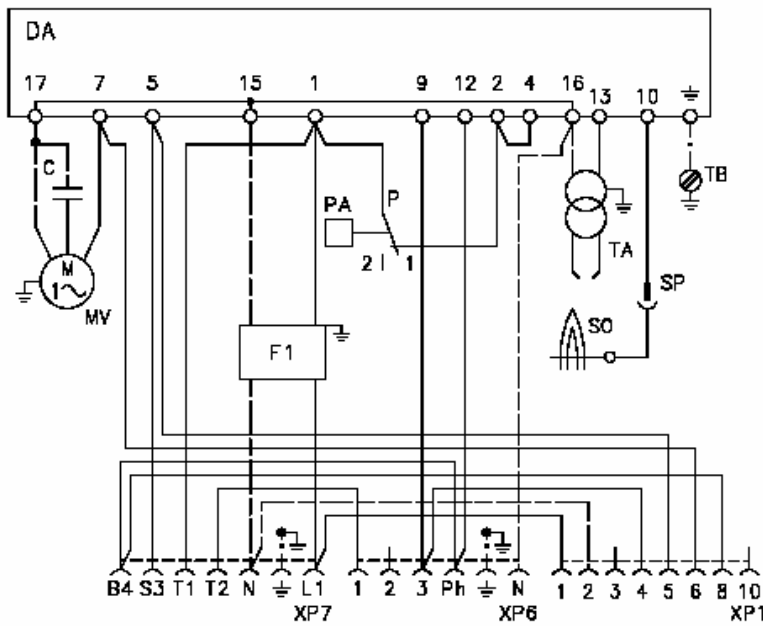 DA
17 7 5 15 1 9 12 2 4 16 13 10
C
TB
P
PA
TA
2 1
M
1
MV
SP
SO
F1
B4 S3 T1 T2 N L1 1 2 3 Ph N 1 2 3 4 5 6 8 10
XP7 XP6 XP1